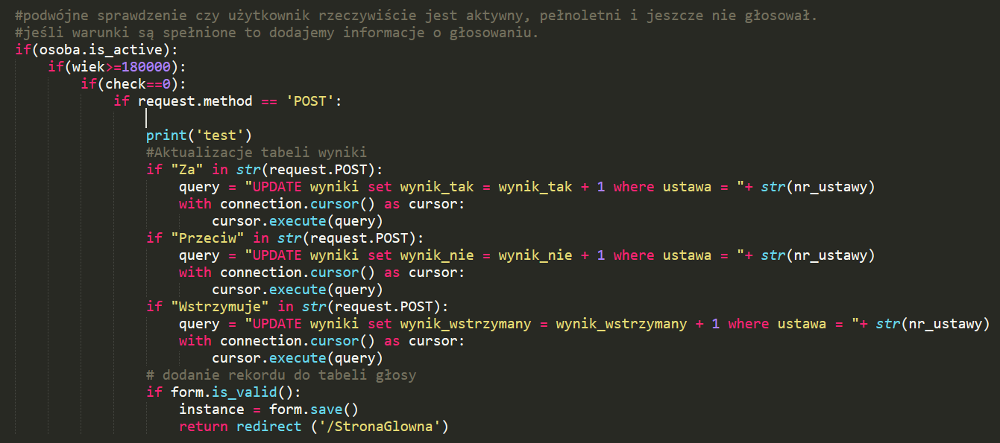 #podwójne sprawdzenie czy użytkownik rzeczywiście jest aktywny, pełnoletni i jeszcze nie głosował.
#jeśli warunki są spełnione to dodajemy informacje o głosowaniu.
if(osoba.is_active):
    if(wiek>=180000):
        if(check==0):
            if request.method == 'POST':

                print('test')
                #Aktualizacje tabeli wyniki
                if "Za" in str(request.POST):
                    query = "UPDATE wyniki set wynik_tak = wynik_tak + 1 where ustawa = "+ str(nr_ustawy)
                    with connection.cursor() as cursor:
                        cursor.execute(query)
                if "Przeciw" in str(request.POST):
                    query = "UPDATE wyniki set wynik_nie = wynik_nie + 1 where ustawa = "+ str(nr_ustawy)
                    with connection.cursor() as cursor:
                        cursor.execute(query)
                if "Wstrzymuje" in str(request.POST):
                    query = "UPDATE wyniki set wynik_wstrzymany = wynik_wstrzymany + 1 where ustawa = "+ str(nr_ustawy)
                    with connection.cursor() as cursor:
                        cursor.execute(query)
                # dodanie rekordu do tabeli głosy
                if form.is_valid():
                    instance = form.save()
                    return redirect ('/StronaGlowna')